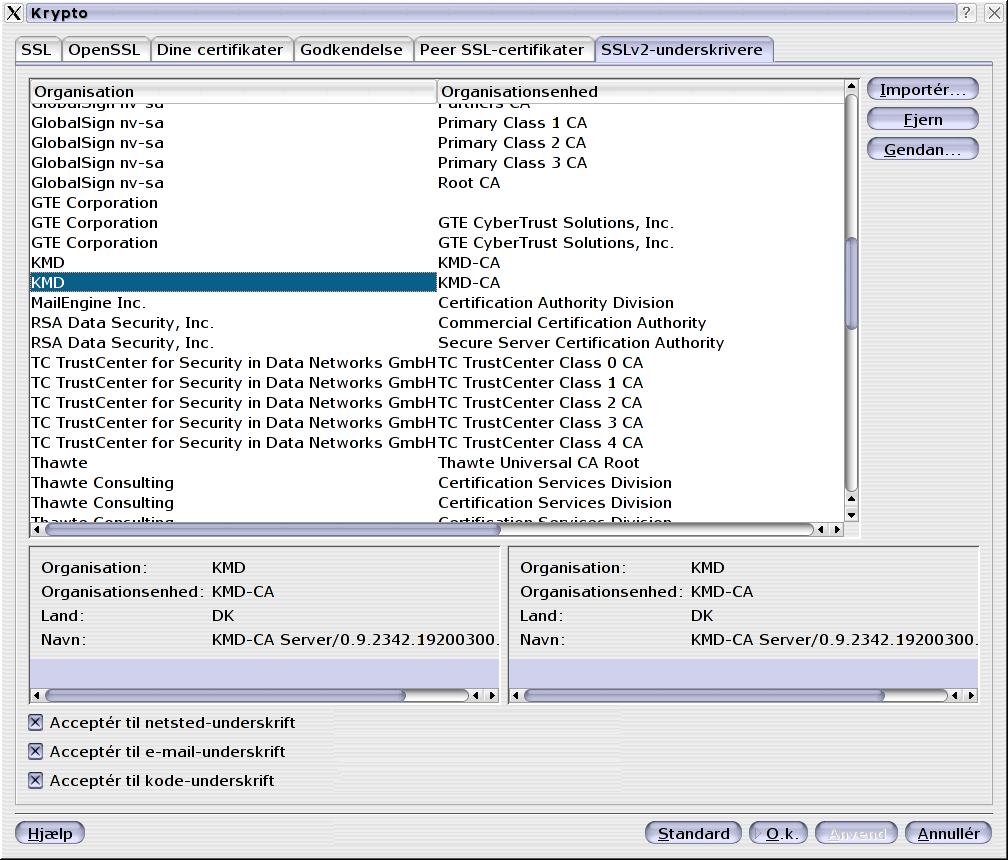 Krypto
SSL OpenSSL Dine certifikater Godkendelse Peer SSL-certifikater SSLv2-underskrivere
Organisation Organisationsenhed
GlobalSign nv-sa Partners CA
GlobalSign nv-sa Primary Class 1 CA
GlobalSign nv-sa Primary Class 2 CA
GlobalSign nv-sa Primary Class 3 CA
GlobalSign nv-sa Root CA
GTE Corporation
GTE Corporation GTE CyberTrust Solutions, Inc.
GTE Corporation GTE CyberTrust Solutions, Inc.
KMD KMD-CA
KMD KMD-CA
MailEngine Inc. Certification Authority Division
RSA Data Security, Inc. Commercial Certification Authority
RSA Data Security, Inc. Secure Server Certification Authority
TC TrustCenter for Security in Data Networks GmbH TC TrustCenter Class 0 CA
TC TrustCenter for Security in Data Networks GmbH TC TrustCenter Class 1 CA
TC TrustCenter for Security in Data Networks GmbH TC TrustCenter Class 2 CA
TC TrustCenter for Security in Data Networks GmbH TC TrustCenter Class 3 CA
TC TrustCenter for Security in Data Networks GmbH TC TrustCenter Class 4 CA
Thawte Thawte Universal CA Root
Thawte Consulting Certification Services Division
Thawte Consulting Certification Services Division
Thawte Consulting Certification Services Division
Importér...
Fjern
Gendan...
Organisation: KMD
Organisationsenhed: KMD-CA
Land: DK
Navn: KMD-CA Server/0.9.2342.19200300.
Organisation: KMD
Organisationsenhed: KMD-CA
Land: DK
Navn: KMD-CA Server/0.9.2342.19200300.
Acceptér til netsted-underskrift
Acceptér til e-mail-underskrift
Acceptér til kode-underskrift
Hjælp Standard O.k. Anvend Annullér